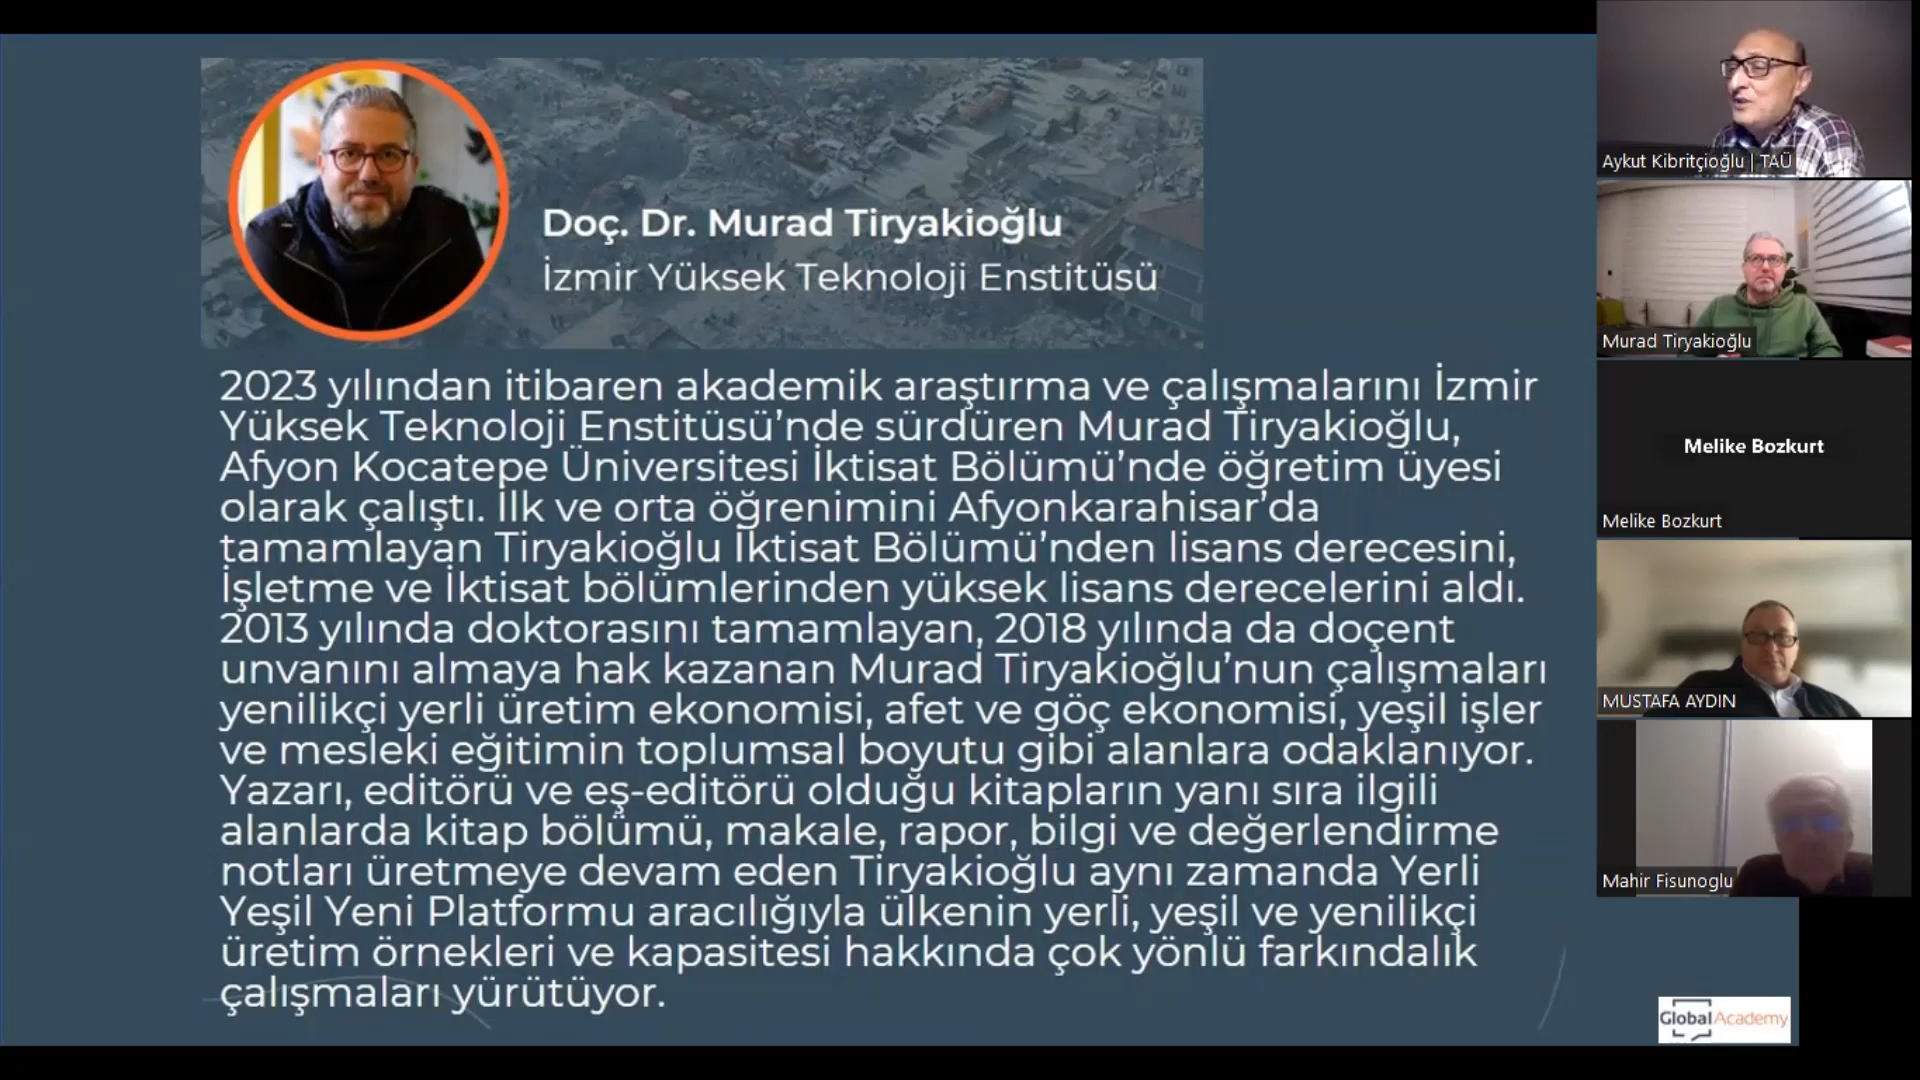 Doç. Dr. Murad Tiryakioğlu
İzmir Yüksek Teknoloji Enstitüsü
2023 yılından itibaren akademik araştırma ve çalışmalarını İzmir
Yüksek Teknoloji Enstitüsü’nde sürdüren Murad Tiryakioğlu,
Afyon Kocatepe Üniversitesi İktisat Bölümü’nde öğretim üyesi
olarak çalıştı. İlk ve orta öğrenimini Afyonkarahisar’da
tamamlayan Tiryakioğlu İktisat Bölümü’nden lisans derecesini,
İşletme ve İktisat bölümlerinden yüksek lisans derecelerini aldı.
2013 yılında doktorasını tamamlayan, 2018 yılında da doçent
unvanını almaya hak kazanan Murad Tiryakioğlu’nun çalışmaları
yenilikçi yerli üretim ekonomisi, afet ve göç ekonomisi, yeşil işler
ve mesleki eğitimin toplumsal boyutu gibi alanlara odaklanıyor.
Yazarı, editörü ve eş-editörü olduğu kitapların yanı sıra ilgili
alanlarda kitap bölümü, makale, rapor, bilgi ve değerlendirme
notları üretmeye devam eden Tiryakioğlu aynı zamanda Yerli
Yeşil Yeni Platformu aracılığıyla ülkenin yerli, yeşil ve yenilikçi
üretim örnekleri ve kapasitesi hakkında çok yönlü farkındalık
çalışmaları yürütüyor.
GlobalAcademy
Aykut Kibritçioğlu | TAÜ
Murad Tiryakioğlu
Melike Bozkurt
Melike Bozkurt
MUSTAFA AYDIN
Mahir Fisunoglu